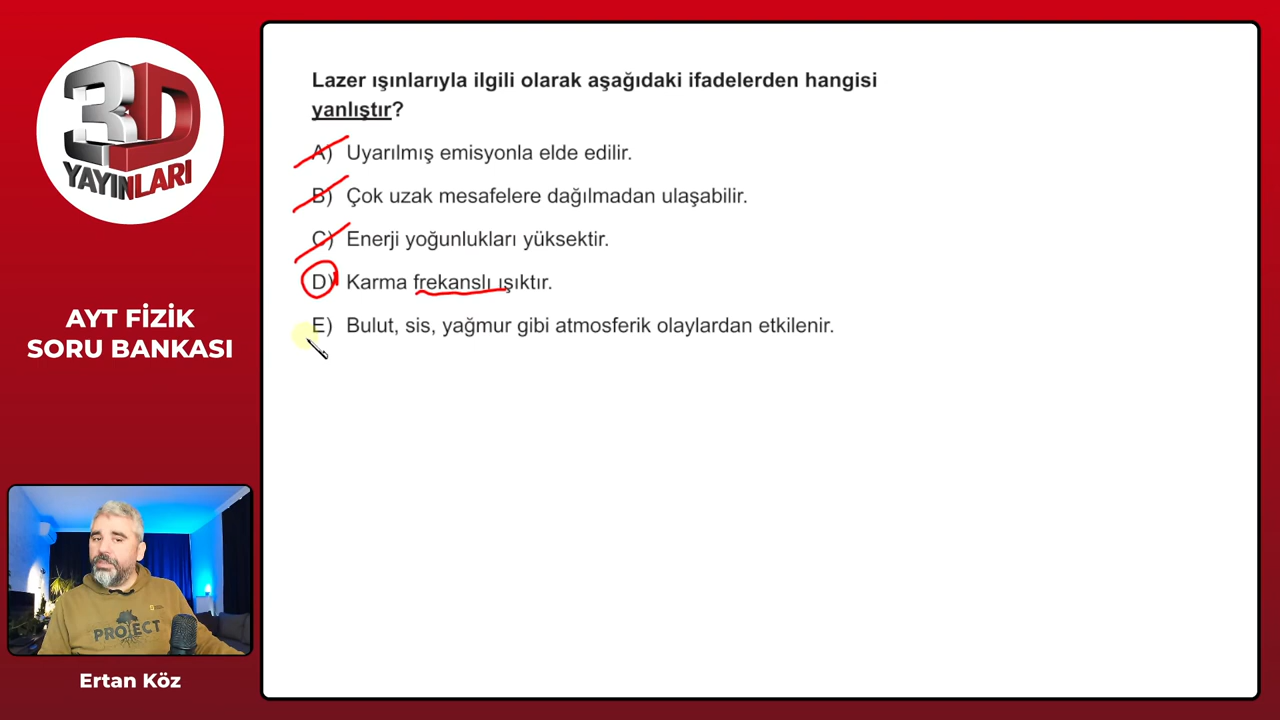 3D
YAYINLARI
AYT FİZİK
SORU BANKASI
Lazer ışınlarıyla ilgili olarak aşağıdaki ifadelerden hangisi
yanlıştır?
A) Uyarılmış emisyonla elde edilir.
B) Çok uzak mesafelere dağılmadan ulaşabilir.
C) Enerji yoğunlukları yüksektir.
D) Karma frekanslı ışıktır.
E) Bulut, sis, yağmur gibi atmosferik olaylardan etkilenir.
PROJECT
Ertan Köz